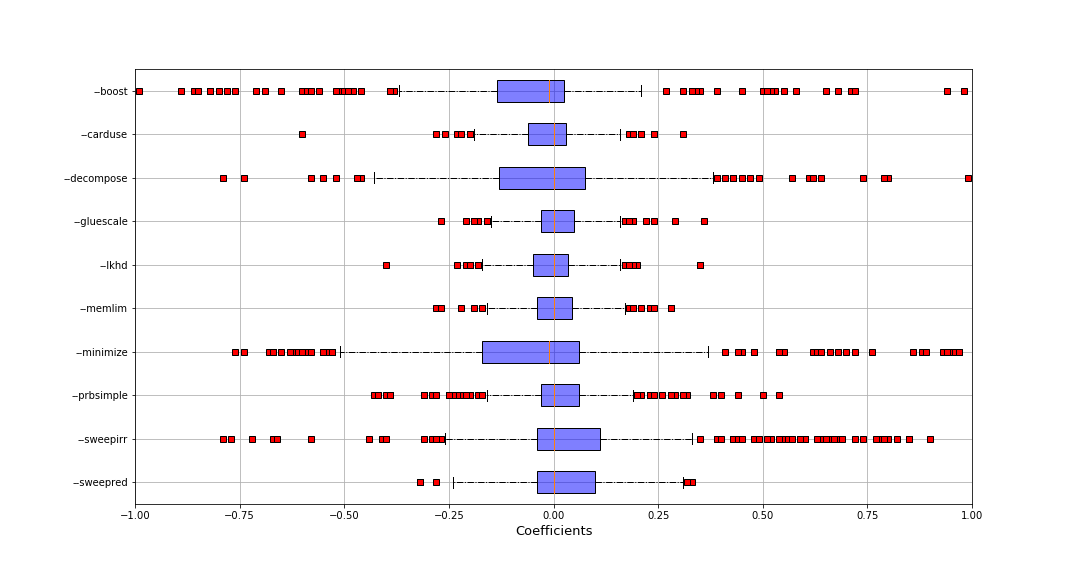 −boost
−carduse
−decompose
−gluescale
−lkhd
−memlim
−minimize
−prbsimple
−sweepirr
−sweepred
−1.00 −0.75 −0.50 −0.25 0.00 0.25 0.50 0.75 1.00
Coefficients